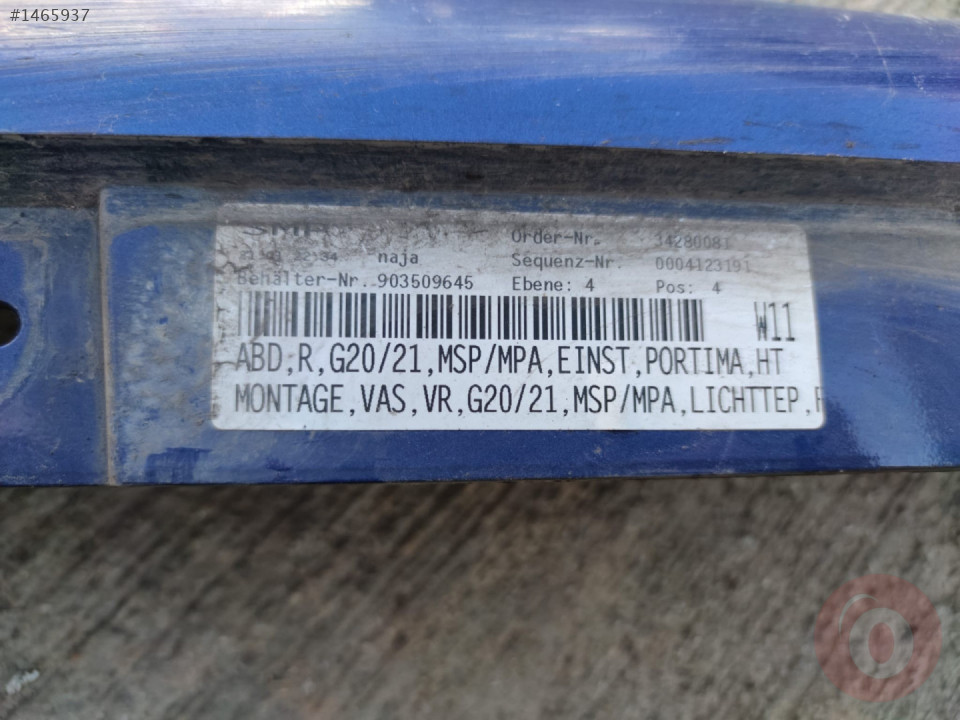 #1465937
Order-Nr. 34280081
naja Sequenz-Nr. 0004123191
Behälter-Nr. 903509645 Ebene: 4 Pos: 4
W11
ABD,R,G20/21,MSP/MPA,EINST,PORTIMA,HT
MONTAGE,VAS,VR,G20/21,MSP/MPA,LICHTTEP,